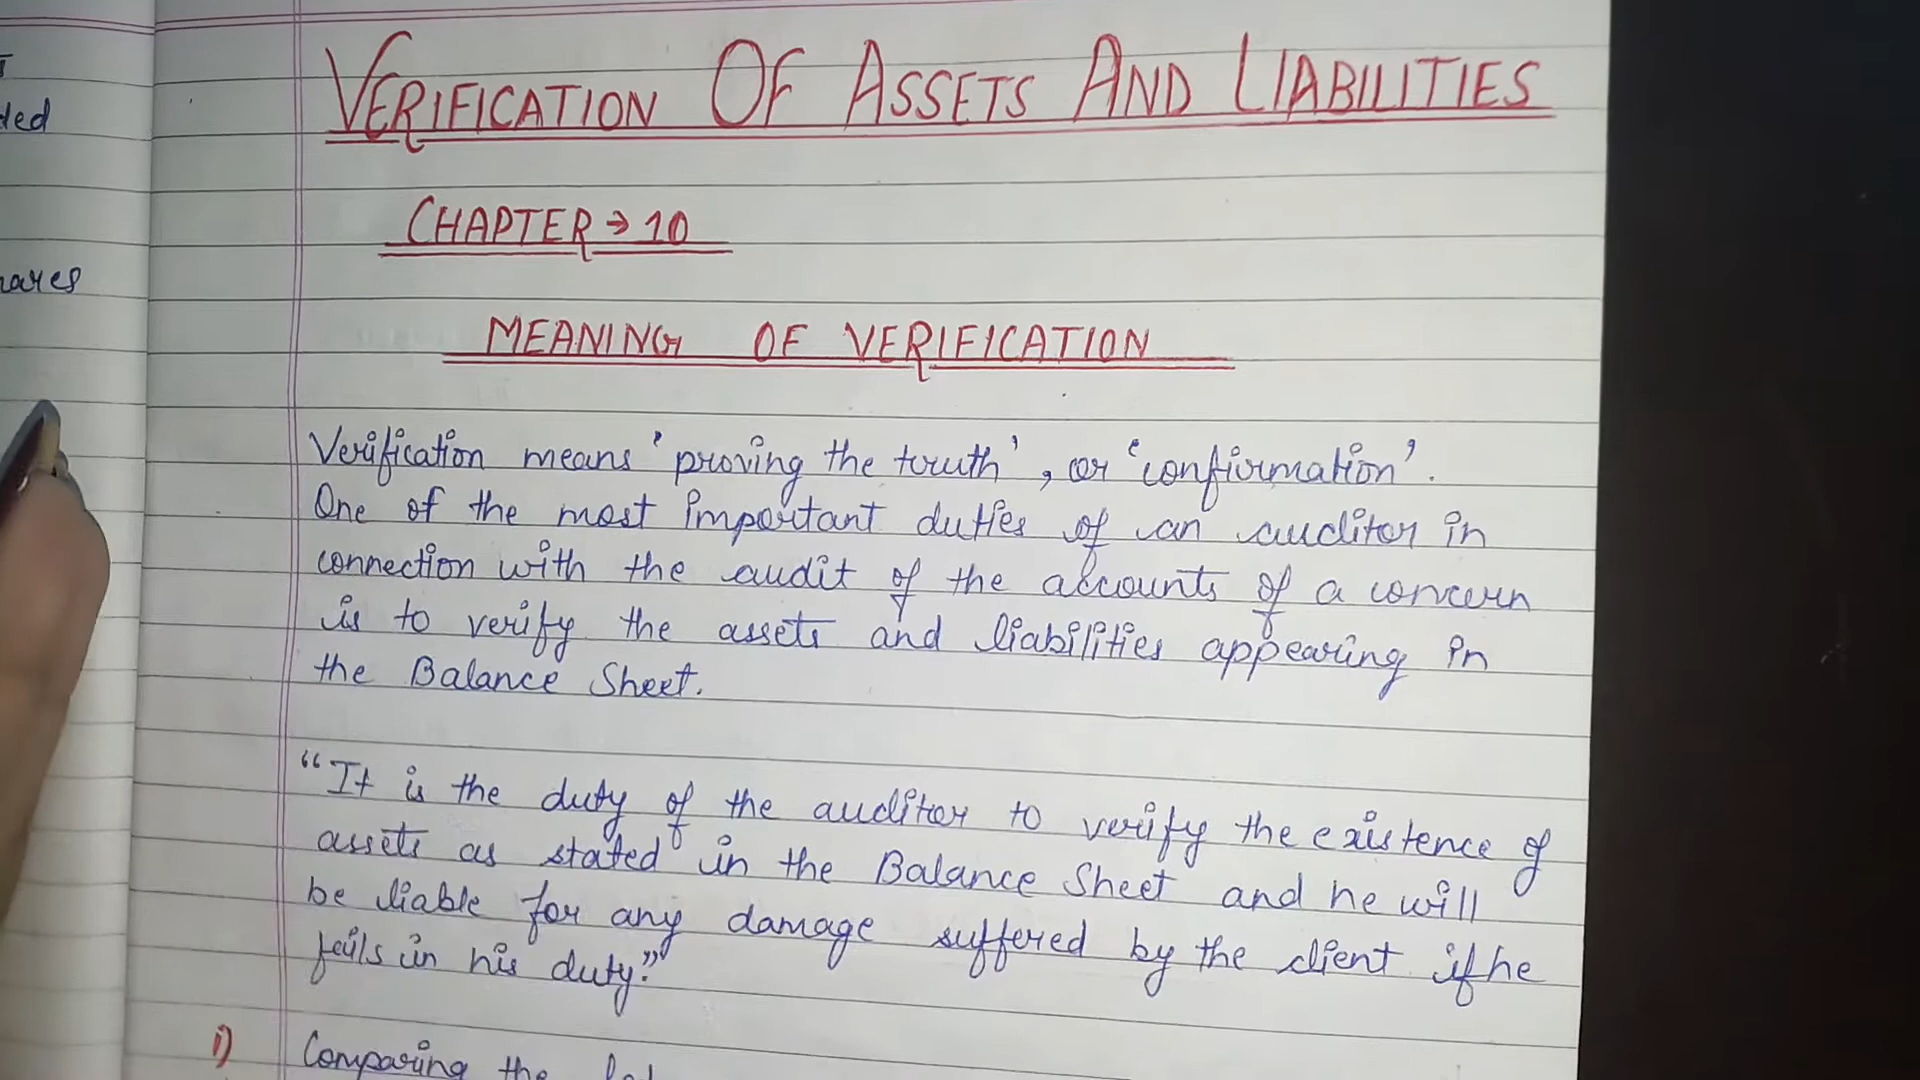 ded
VERIFICATION OF ASSETS AND LIABILITIES
CHAPTER → 10
MEANING OF VERIFICATION
Verification means 'proving the truth', or 'confirmation'.
One of the most important duties of an auditor in
connection with the audit of the accounts of a concern
is to verify the assets and liabilities appearing in
the Balance Sheet.
"It is the duty of the auditor to verify the existence of
assets as stated in the Balance Sheet and he will
be liable for any damage suffered by the client if he
fails in his duty."
i) Comparing the